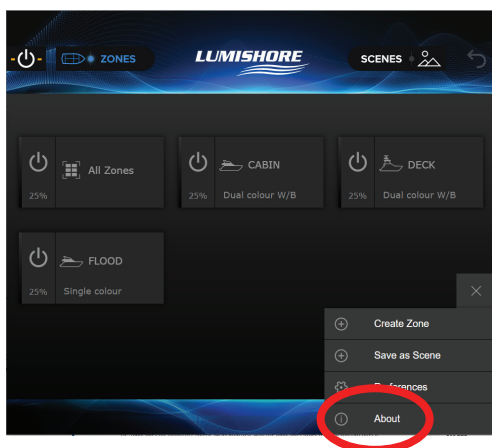 ZONES
LUMISHORE
SCENES
All Zones
25%
CABIN
25% Dual colour W/B
DECK
25% Dual colour W/B
FLOOD
25% Single colour
Create Zone
Save as Scene
Preferences
About